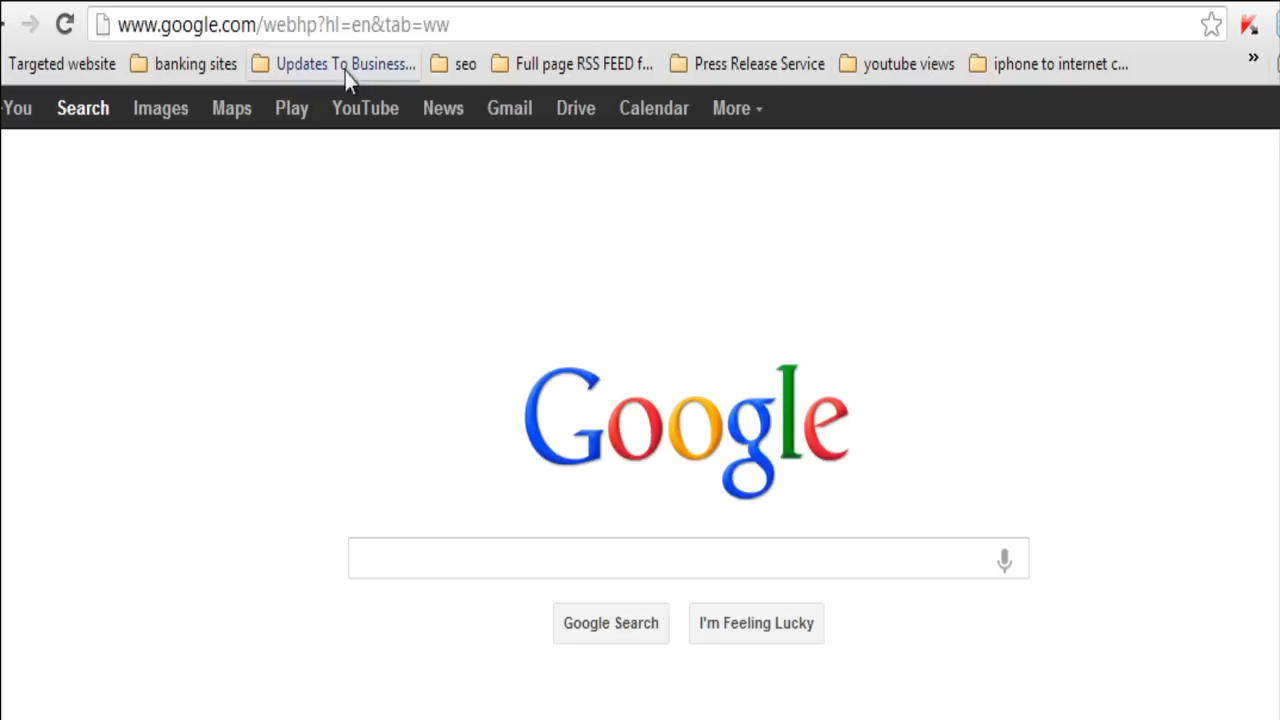 www.google.com/webhp?hl=en&tab=ww
Targeted website banking sites Updates To Business... seo Full page RSS FEED f... Press Release Service youtube views iphone to internet c... »
You Search Images Maps Play YouTube News Gmail Drive Calendar More
Google
Google Search I'm Feeling Lucky